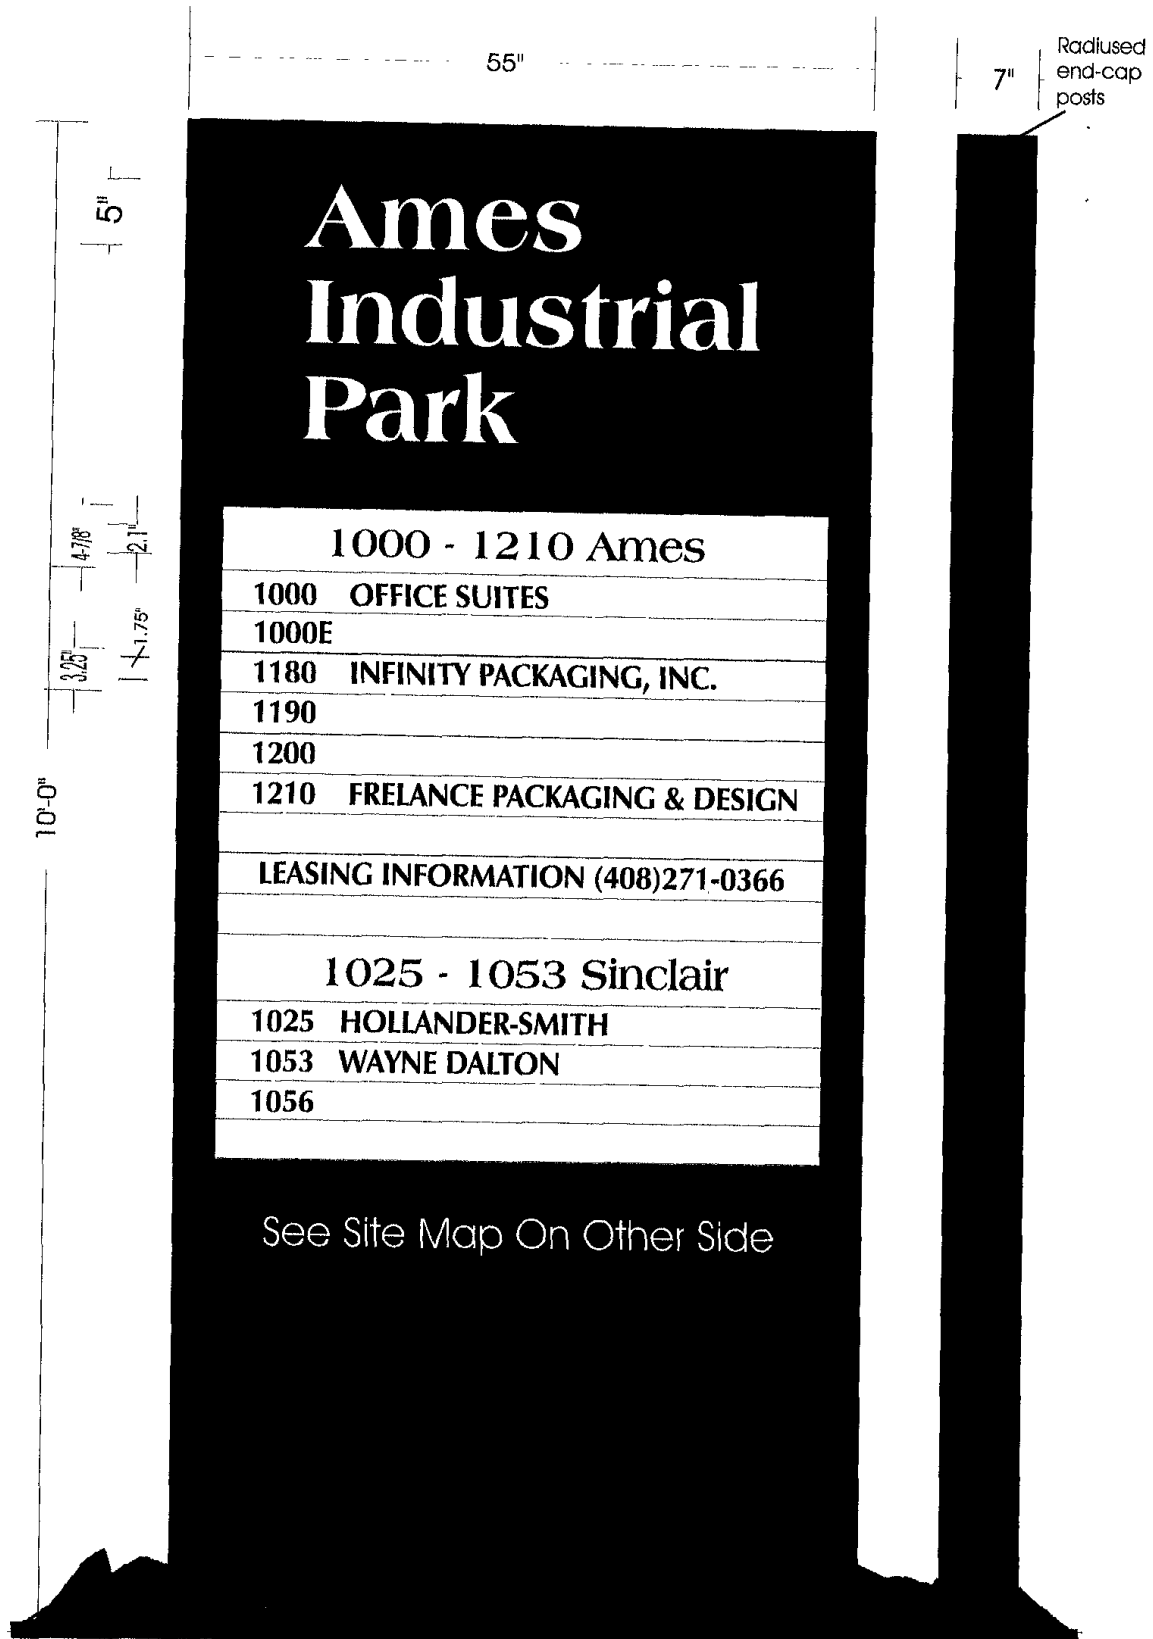 55"
7"
Radiused
end-cap
posts
5"
Ames
Industrial
Park
4-7/8"
2.1"
1.75"
3.25"
10'-0"
1000 - 1210 Ames
1000 OFFICE SUITES
1000E
1180 INFINITY PACKAGING, INC.
1190
1200
1210 FRELANCE PACKAGING & DESIGN
LEASING INFORMATION (408)271-0366
1025 - 1053 Sinclair
1025 HOLLANDER-SMITH
1053 WAYNE DALTON
1056
See Site Map On Other Side